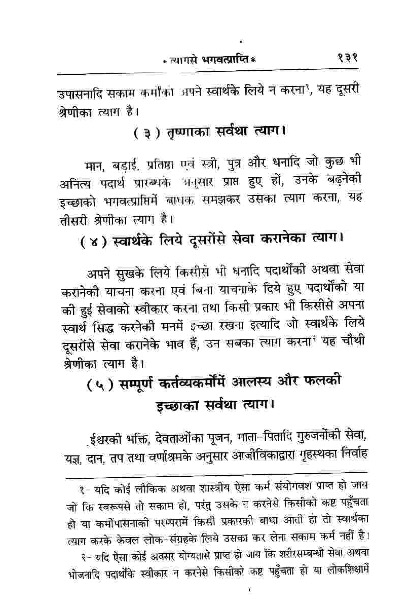 * त्यागसे भगवत्प्राप्ति * १३१
उपासनादि सकाम कर्मोंको अपने स्वार्थके लिये न करना¹, यह दूसरी
श्रेणीका त्याग है।
( ३ ) तृष्णाका सर्वथा त्याग।
मान, बड़ाई, प्रतिष्ठा एवं स्त्री, पुत्र और धनादि जो कुछ भी
अनित्य पदार्थ प्रारब्धके अनुसार प्राप्त हुए हों, उनके बढ़नेकी
इच्छाको भगवत्प्राप्तिमें बाधक समझकर उसका त्याग करना, यह
तीसरी श्रेणीका त्याग है।
( ४ ) स्वार्थके लिये दूसरोंसे सेवा करानेका त्याग।
अपने सुखके लिये किसीसे भी धनादि पदार्थोंकी अथवा सेवा
करानेकी याचना करना एवं बिना याचनाके दिये हुए पदार्थोंको या
की हुई सेवाको स्वीकार करना तथा किसी प्रकार भी किसीसे अपना
स्वार्थ सिद्ध करनेकी मनमें इच्छा रखना इत्यादि जो स्वार्थके लिये
दूसरोंसे सेवा करानेके भाव हैं, उन सबका त्याग करना² यह चौथी
श्रेणीका त्याग है।
( ५ ) सम्पूर्ण कर्तव्यकर्मोंमें आलस्य और फलकी
इच्छाका सर्वथा त्याग।
ईश्वरकी भक्ति, देवताओंका पूजन, माता-पितादि गुरुजनोंकी सेवा,
यज्ञ, दान, तप तथा वर्णाश्रमके अनुसार आजीविकाद्वारा गृहस्थका निर्वाह
१- यदि कोई लौकिक अथवा शास्त्रीय ऐसा कर्म संयोगवश प्राप्त हो जाय
जो कि स्वरूपसे तो सकाम हो, परंतु उसके न करनेसे किसीको कष्ट पहुँचता
हो या कर्मोपासनाकी परम्परामें किसी प्रकारकी बाधा आती हो तो स्वार्थका
त्याग करके केवल लोक-संग्रहके लिये उसका कर लेना सकाम कर्म नहीं है।
२- यदि ऐसा कोई अवसर योग्यतासे प्राप्त हो जाय कि शरीरसम्बन्धी सेवा अथवा
भोजनादि पदार्थोंके स्वीकार न करनेसे किसीको कष्ट पहुँचता हो या लोकशिक्षामें